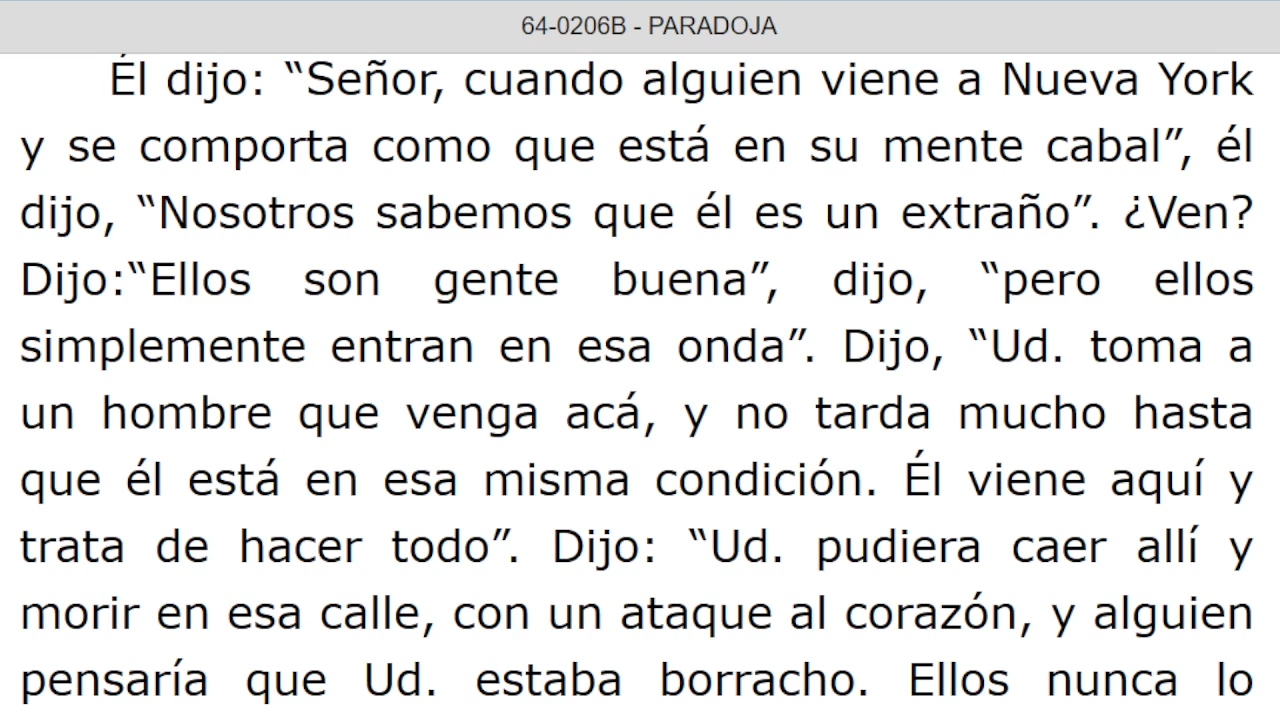 64-0206B - PARADOJA
Él dijo: “Señor, cuando alguien viene a Nueva York
y se comporta como que está en su mente cabal”, él
dijo, “Nosotros sabemos que él es un extraño”. ¿Ven?
Dijo:“Ellos son gente buena”, dijo, “pero ellos
simplemente entran en esa onda”. Dijo, “Ud. toma a
un hombre que venga acá, y no tarda mucho hasta
que él está en esa misma condición. Él viene aquí y
trata de hacer todo”. Dijo: “Ud. pudiera caer allí y
morir en esa calle, con un ataque al corazón, y alguien
pensaría que Ud. estaba borracho. Ellos nunca lo